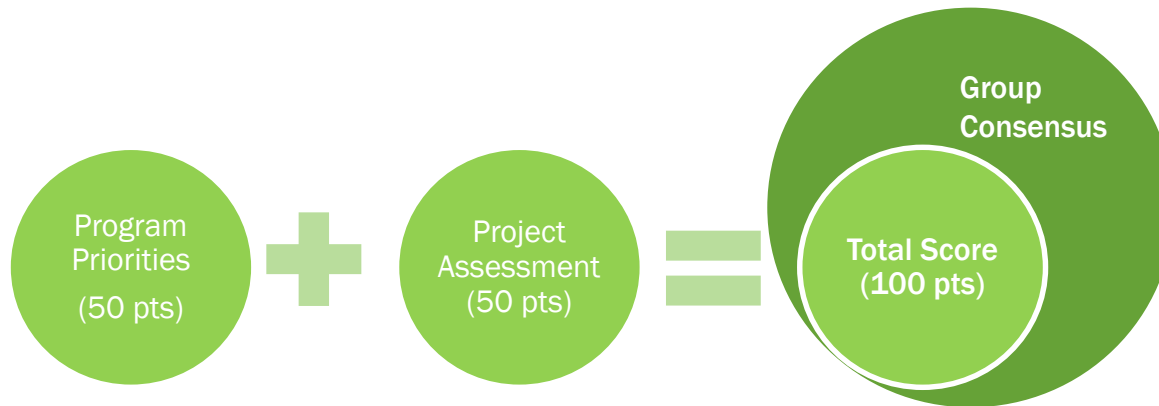 Program
Priorities
(50 pts)
Project
Assessment
(50 pts)
Group
Consensus
Total Score
(100 pts)